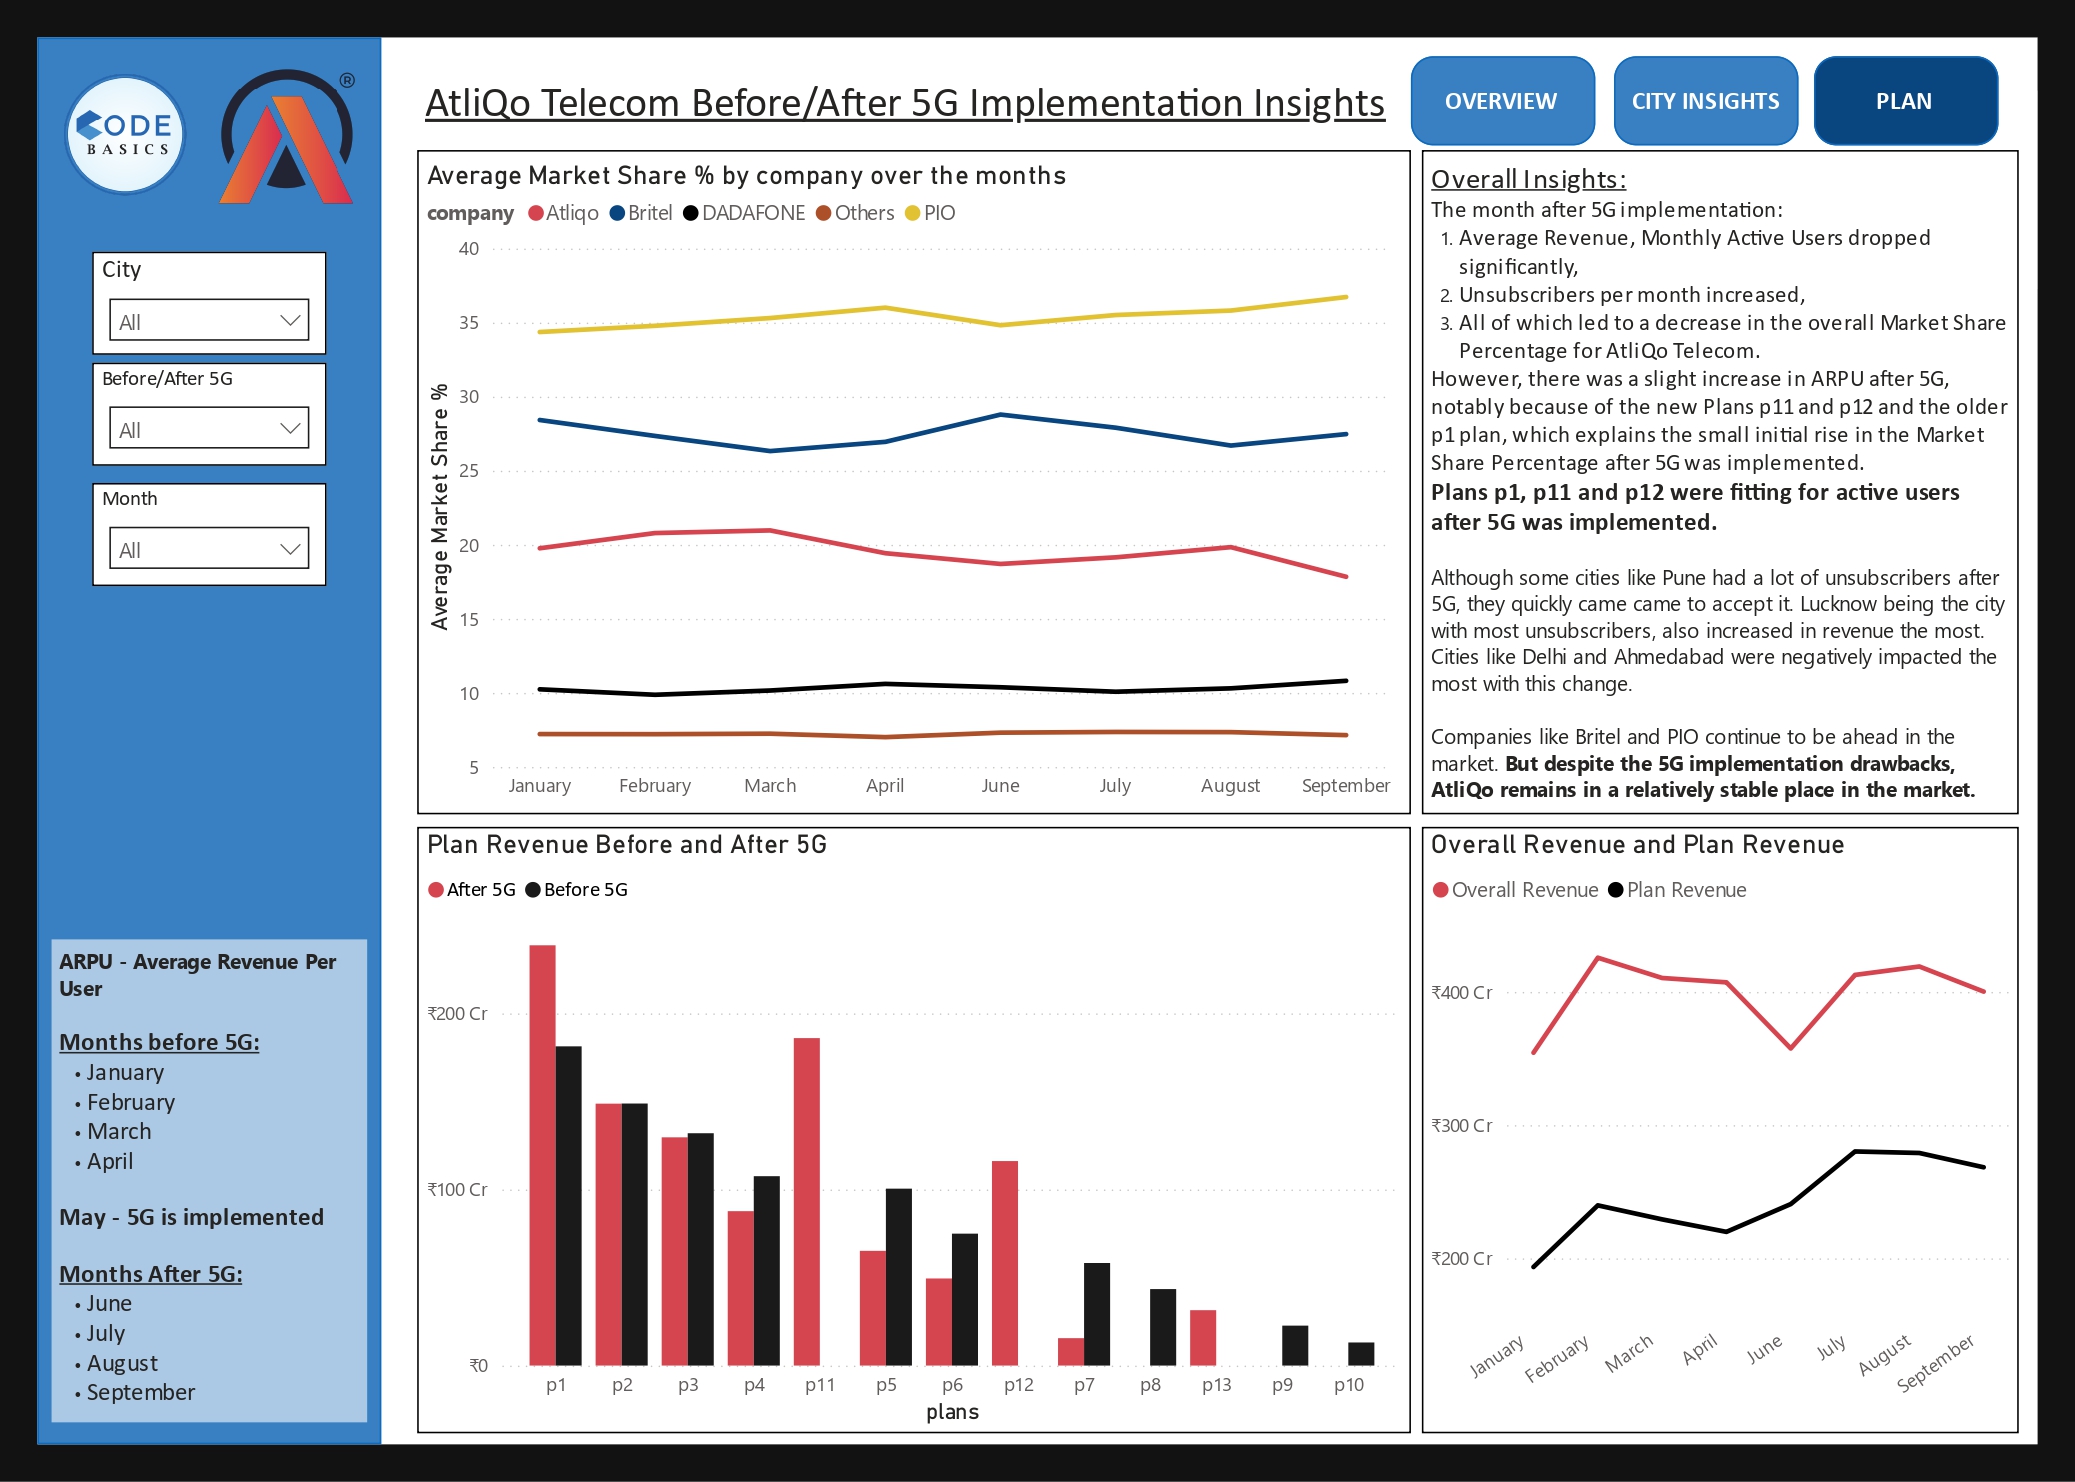 CODE
BASICS
®
AtliQo Telecom Before/After 5G Implementation Insights
OVERVIEW
CITY INSIGHTS
PLAN
City
All
Before/After 5G
All
Month
All
ARPU - Average Revenue Per
User
Months before 5G:
• January
• February
• March
• April
May - 5G is implemented
Months After 5G:
• June
• July
• August
• September
Average Market Share % by company over the months
company Atliqo Britel DADAFONE Others PIO
Average Market Share %
40
35
30
25
20
15
10
5
January February March April June July August September
Overall Insights:
The month after 5G implementation:
1. Average Revenue, Monthly Active Users dropped
significantly,
2. Unsubscribers per month increased,
3. All of which led to a decrease in the overall Market Share
Percentage for AtliQo Telecom.
However, there was a slight increase in ARPU after 5G,
notably because of the new Plans p11 and p12 and the older
p1 plan, which explains the small initial rise in the Market
Share Percentage after 5G was implemented.
Plans p1, p11 and p12 were fitting for active users
after 5G was implemented.
Although some cities like Pune had a lot of unsubscribers after
5G, they quickly came came to accept it. Lucknow being the city
with most unsubscribers, also increased in revenue the most.
Cities like Delhi and Ahmedabad were negatively impacted the
most with this change.
Companies like Britel and PIO continue to be ahead in the
market. But despite the 5G implementation drawbacks,
AtliQo remains in a relatively stable place in the market.
Plan Revenue Before and After 5G
After 5G Before 5G
₹200 Cr
₹100 Cr
₹0
p1 p2 p3 p4 p11 p5 p6 p12 p7 p8 p13 p9 p10
plans
Overall Revenue and Plan Revenue
Overall Revenue Plan Revenue
₹400 Cr
₹300 Cr
₹200 Cr
January February March April June July August September